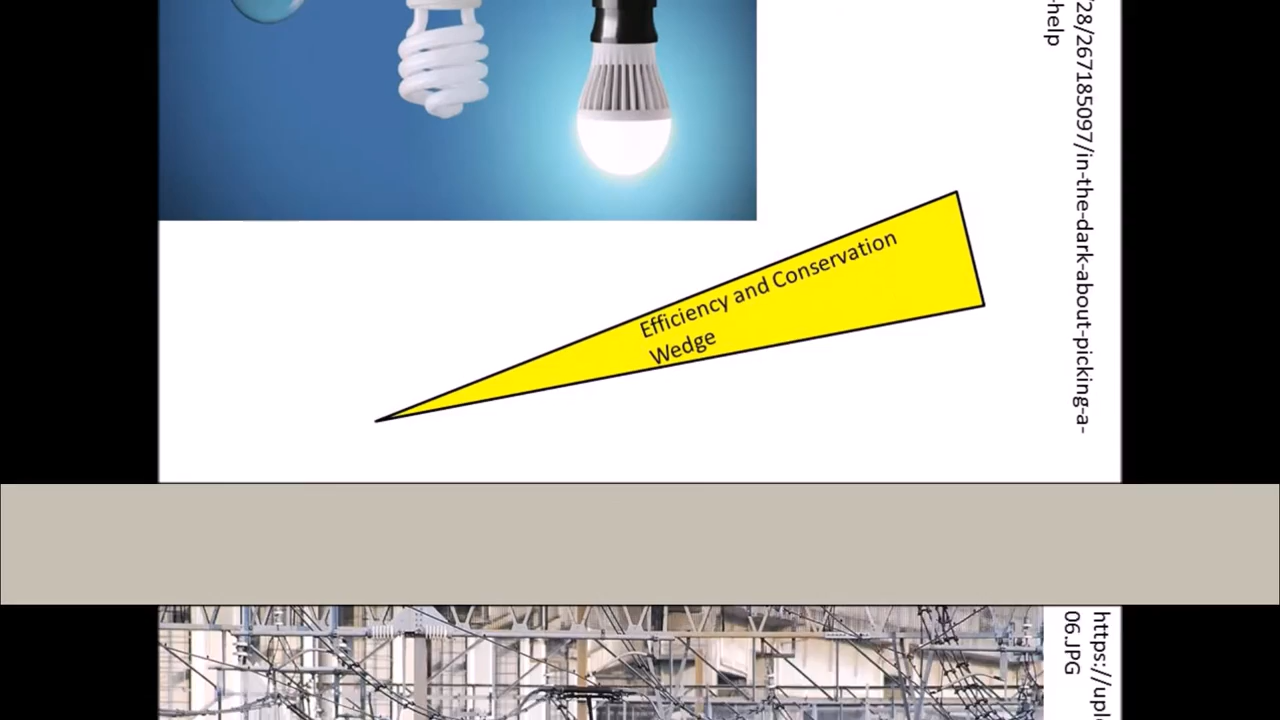 /28/267185097/in-the-dark-about-picking-a-
-help
Efficiency and Conservation
Wedge
https://upl
06.JPG